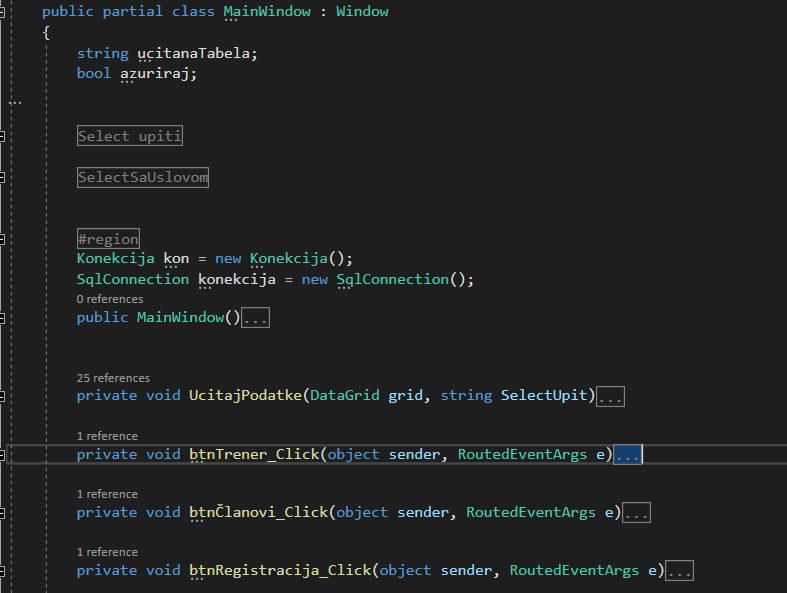 public partial class MainWindow : Window
{
string ucitanaTabela;
bool azuriraj;
Select upiti
SelectSaUslovom
#region
Konekcija kon = new Konekcija();
SqlConnection konekcija = new SqlConnection();
0 references
public MainWindow()...
25 references
private void UcitajPodatke(DataGrid grid, string SelectUpit)...
1 reference
private void btnTrener_Click(object sender, RoutedEventArgs e)...
1 reference
private void btnČlanovi_Click(object sender, RoutedEventArgs e)...
1 reference
private void btnRegistracija_Click(object sender, RoutedEventArgs e)...